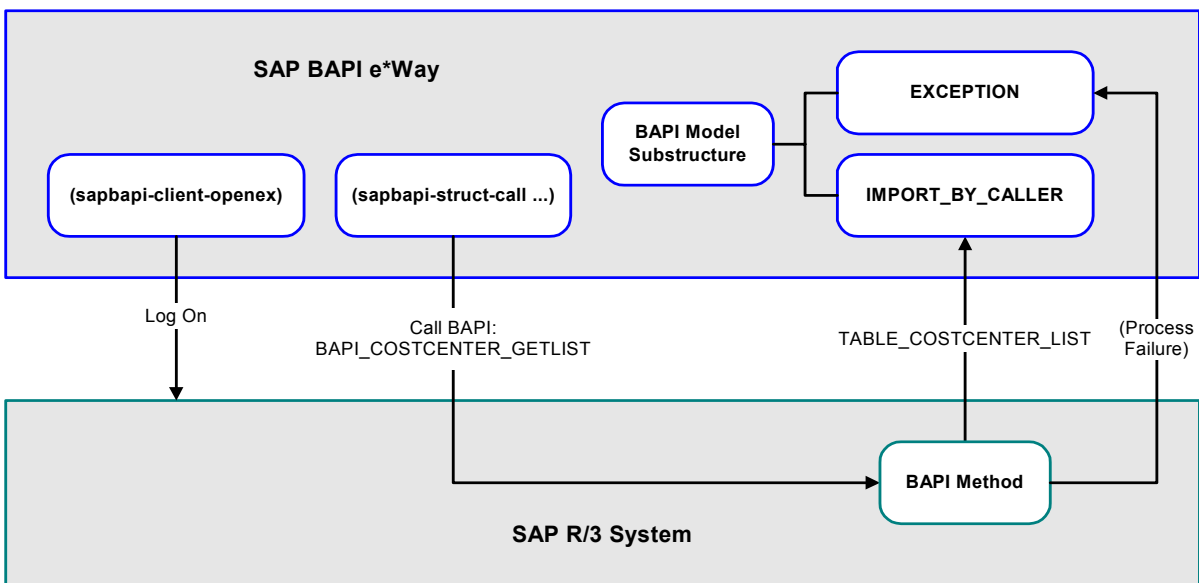 SAP BAPI e*Way
EXCEPTION
BAPI Model
Substructure
(sapbapi-client-openex)
(sapbapi-struct-call ...)
IMPORT_BY_CALLER
Log On
Call BAPI:
BAPI_COSTCENTER_GETLIST
TABLE_COSTCENTER_LIST
(Process
Failure)
BAPI Method
SAP R/3 System